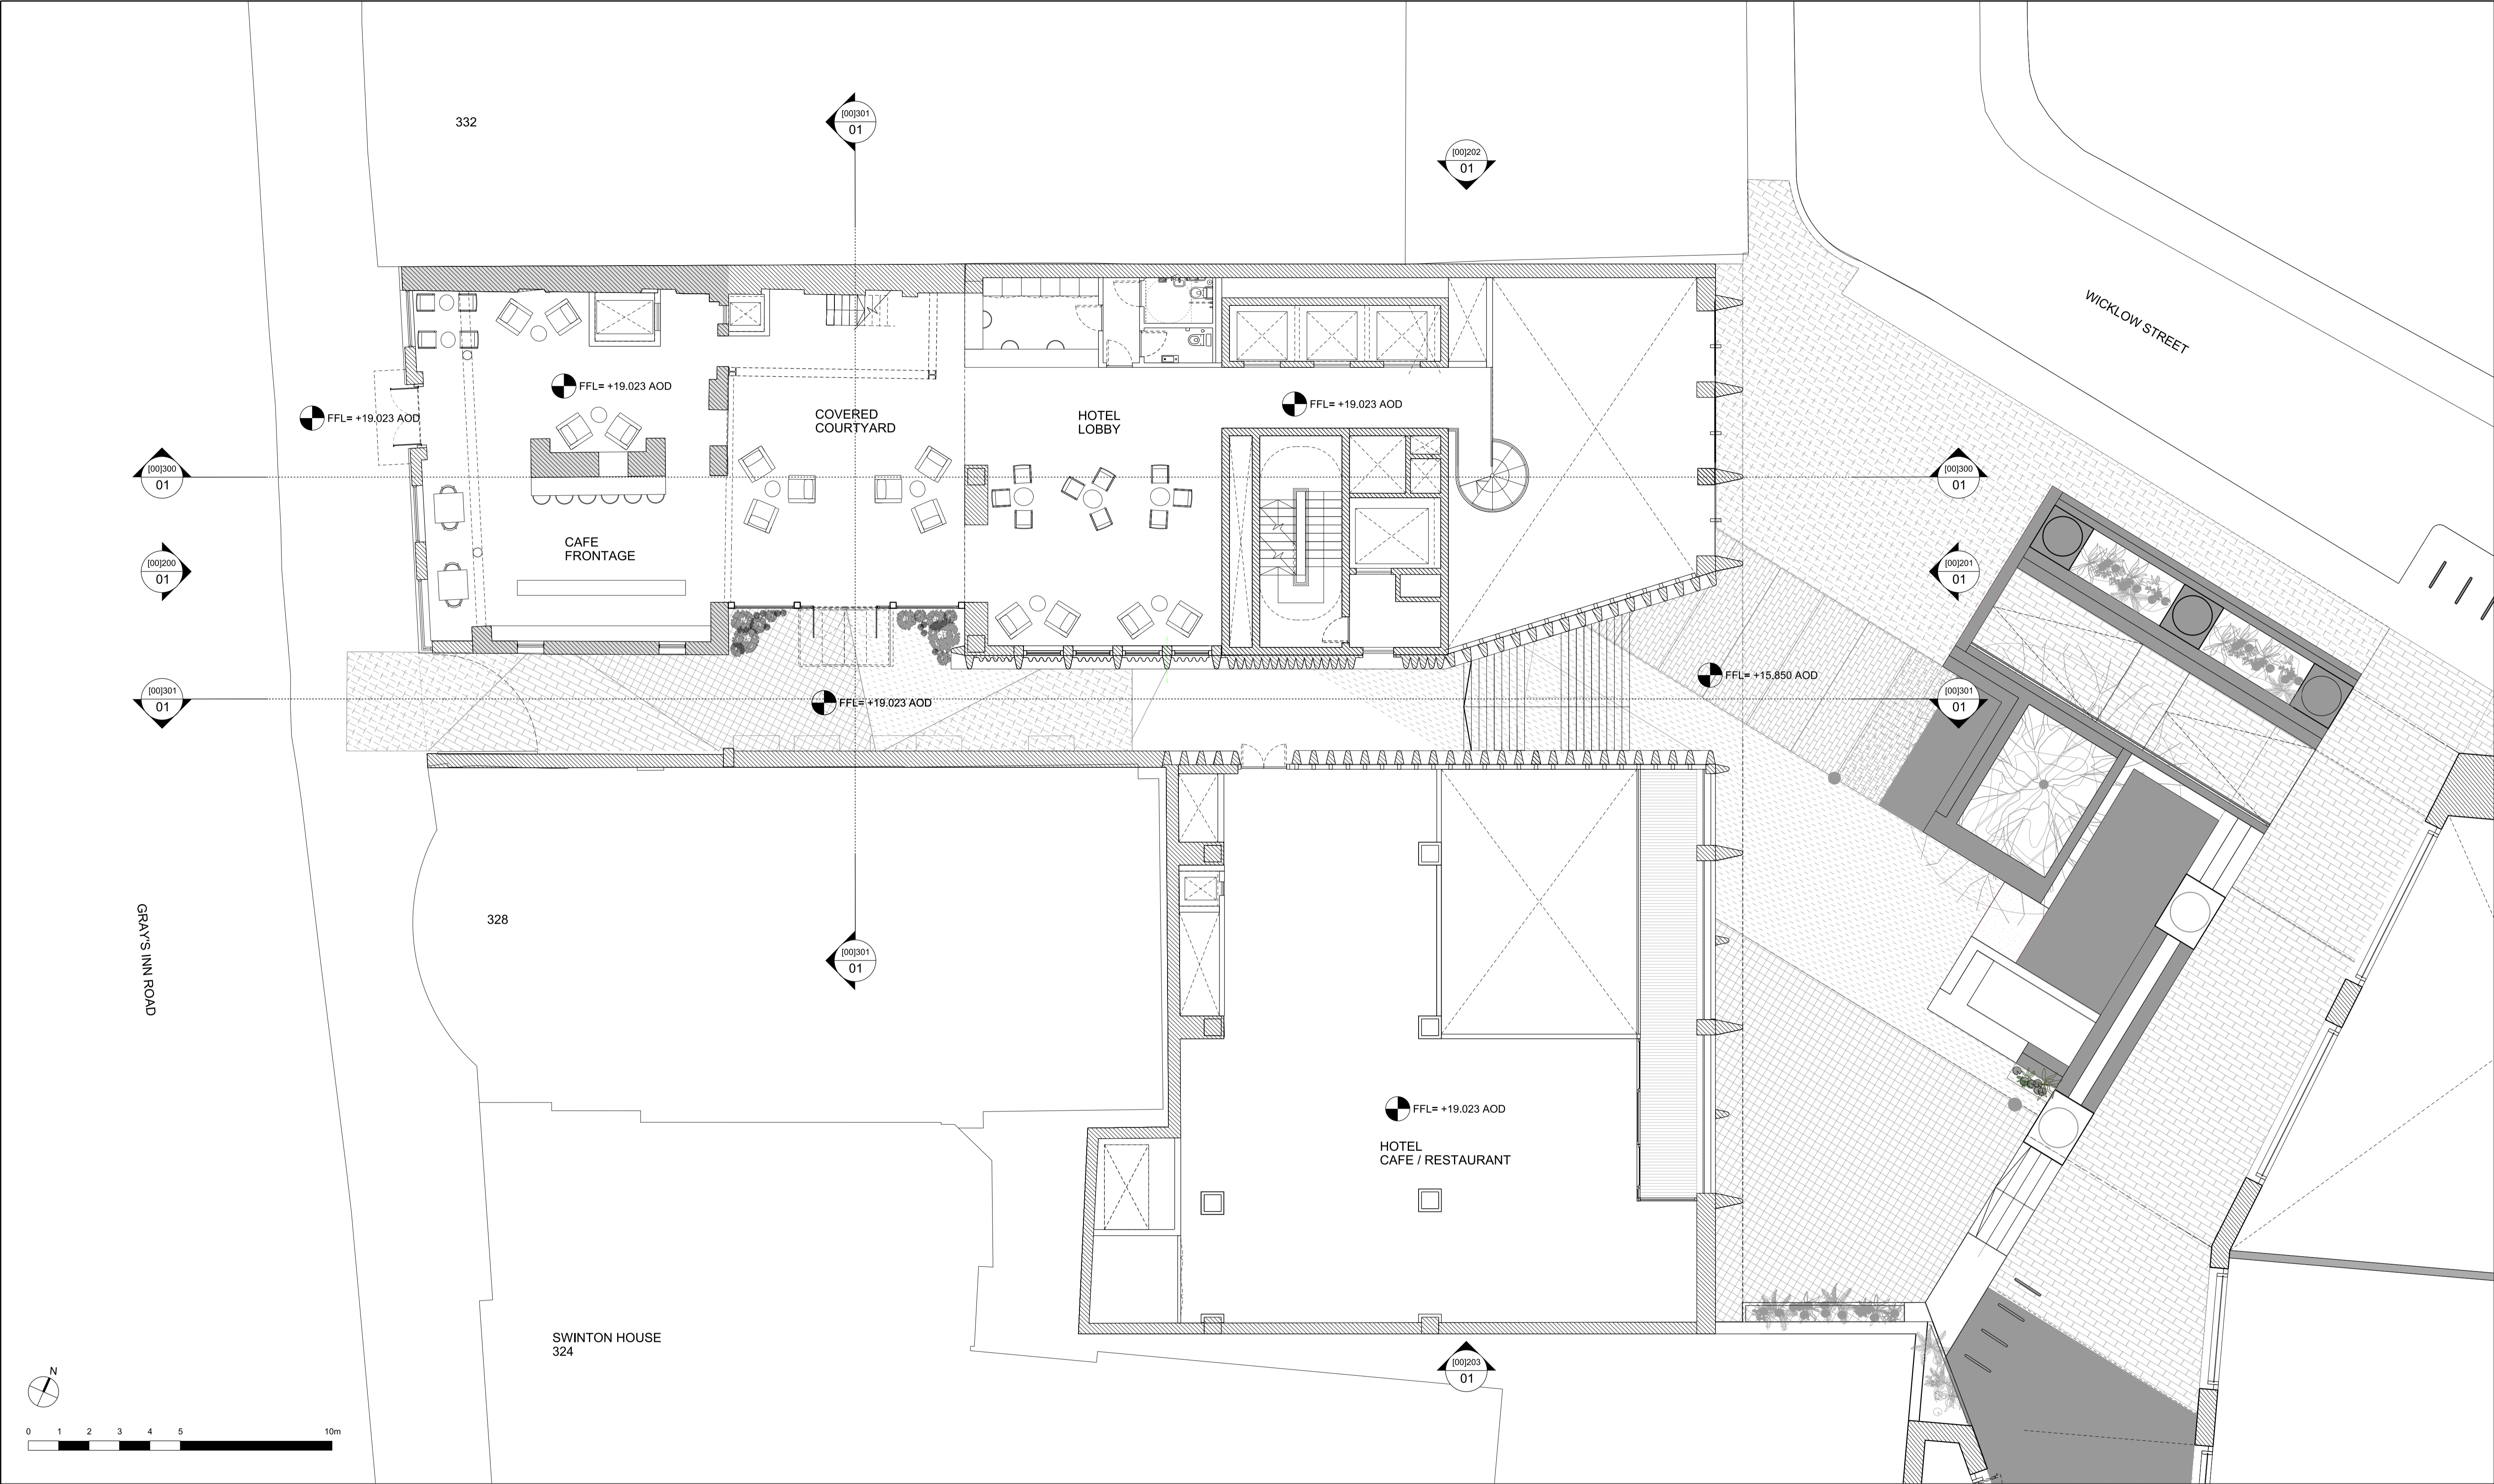 332
[00]301
01
[00]202
01
WICKLOW STREET
FFL= +19.023 AOD
FFL= +19.023 AOD
FFL= +19.023 AOD
COVERED
COURTYARD
HOTEL
LOBBY
[00]300
01
[00]300
01
CAFE
FRONTAGE
[00]200
01
[00]201
01
[00]301
01
FFL= +19.023 AOD
FFL= +15.850 AOD
[00]301
01
GRAY'S INN ROAD
328
[00]301
01
FFL= +19.023 AOD
HOTEL
CAFE / RESTAURANT
SWINTON HOUSE
324
[00]203
01
N
0 1 2 3 4 5 10m